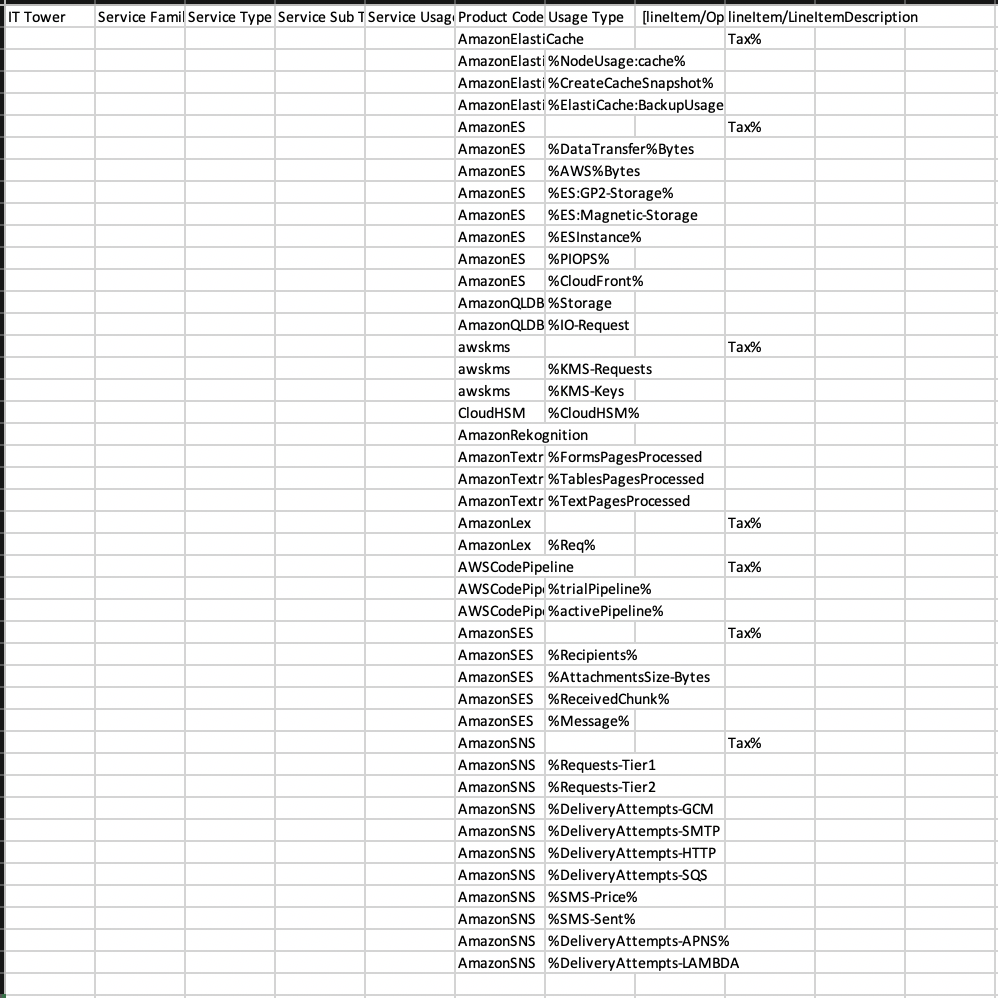 IT Tower Service Famil Service Type Service Sub T Service Usage Product Code Usage Type [lineItem/Op lineItem/LineItemDescription
AmazonElastiCache Tax%
AmazonElasti %NodeUsage:cache%
AmazonElasti %CreateCacheSnapshot%
AmazonElasti %ElastiCache:BackupUsage
AmazonES Tax%
AmazonES %DataTransfer%Bytes
AmazonES %AWS%Bytes
AmazonES %ES:GP2-Storage%
AmazonES %ES:Magnetic-Storage
AmazonES %ESInstance%
AmazonES %PIOPS%
AmazonES %CloudFront%
AmazonQLDB %Storage
AmazonQLDB %IO-Request
awskms Tax%
awskms %KMS-Requests
awskms %KMS-Keys
CloudHSM %CloudHSM%
AmazonRekognition
AmazonTextr %FormsPagesProcessed
AmazonTextr %TablesPagesProcessed
AmazonTextr %TextPagesProcessed
AmazonLex Tax%
AmazonLex %Req%
AWSCodePipeline Tax%
AWSCodePipe %trialPipeline%
AWSCodePipe %activePipeline%
AmazonSES Tax%
AmazonSES %Recipients%
AmazonSES %AttachmentsSize-Bytes
AmazonSES %ReceivedChunk%
AmazonSES %Message%
AmazonSNS Tax%
AmazonSNS %Requests-Tier1
AmazonSNS %Requests-Tier2
AmazonSNS %DeliveryAttempts-GCM
AmazonSNS %DeliveryAttempts-SMTP
AmazonSNS %DeliveryAttempts-HTTP
AmazonSNS %DeliveryAttempts-SQS
AmazonSNS %SMS-Price%
AmazonSNS %SMS-Sent%
AmazonSNS %DeliveryAttempts-APNS%
AmazonSNS %DeliveryAttempts-LAMBDA